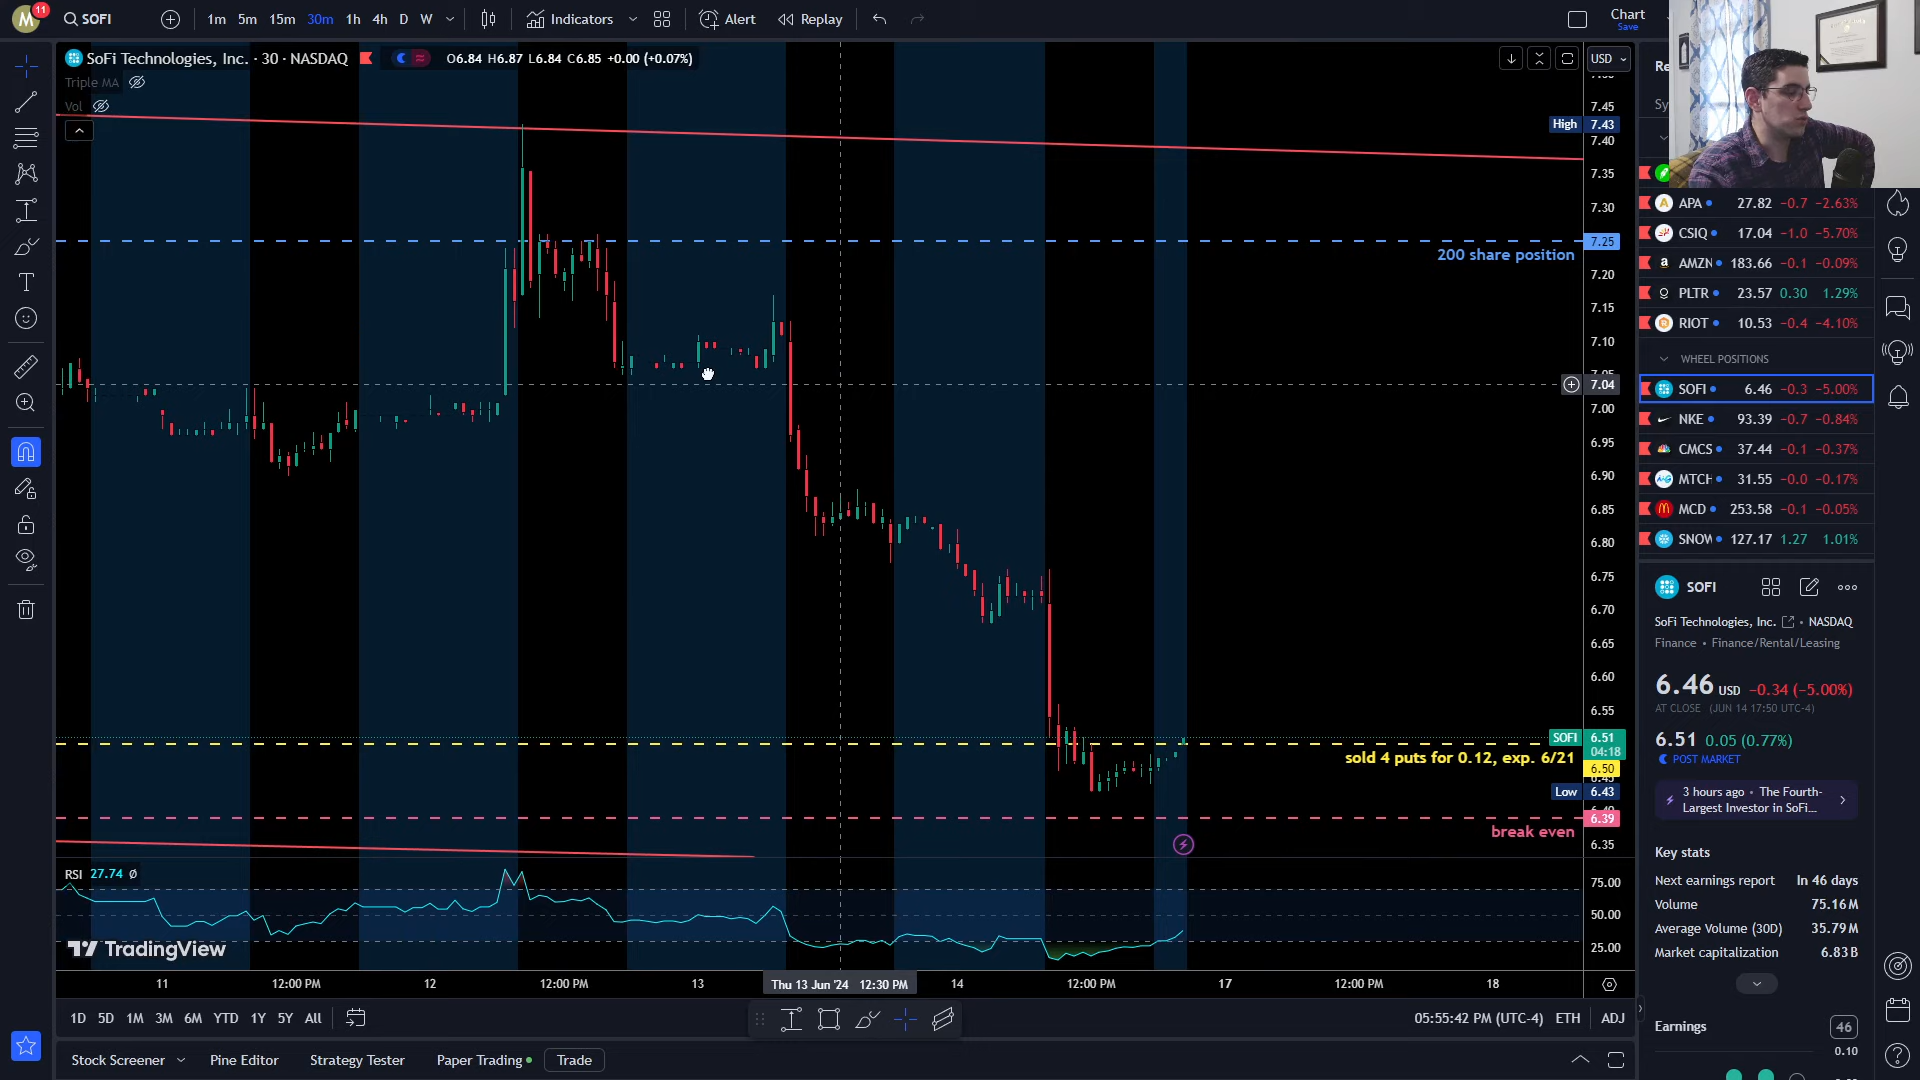 M 11 SOFI 1m 5m 15m 30m 1h 4h D W Indicators Alert Replay Chart
Save
SoFi Technologies, Inc. · 30 · NASDAQ O6.84 H6.87 L6.84 C6.85 +0.00 (+0.07%) USD
Triple MA
Vol
7.45
High 7.43
7.40
7.35
7.30
7.25
200 share position
7.20
7.15
7.10
7.04
7.00
6.95
6.90
6.85
6.80
6.75
6.70
6.65
6.60
6.55
SOFI 6.51
04:18
sold 4 puts for 0.12, exp. 6/21
6.50
Low 6.43
6.39
break even
6.35
RSI 27.74 Ø
75.00
50.00
25.00
TradingView
11 12:00 PM 12 12:00 PM 13 Thu 13 Jun '24 12:30 PM 14 12:00 PM 17 12:00 PM 18
1D 5D 1M 3M 6M YTD 1Y 5Y All 05:55:42 PM (UTC-4) ETH ADJ
Stock Screener Pine Editor Strategy Tester Paper Trading Trade
APA 27.82 −0.7 −2.63%
CSIQ 17.04 −1.0 −5.70%
AMZN 183.66 −0.1 −0.09%
PLTR 23.57 0.30 1.29%
RIOT 10.53 −0.4 −4.10%
WHEEL POSITIONS
SOFI 6.46 −0.3 −5.00%
NKE 93.39 −0.7 −0.84%
CMCS 37.44 −0.1 −0.37%
MTCH 31.55 −0.0 −0.17%
MCD 253.58 −0.1 −0.05%
SNOW 127.17 1.27 1.01%
SOFI
SoFi Technologies, Inc. · NASDAQ
Finance · Finance/Rental/Leasing
6.46 USD −0.34 (−5.00%)
AT CLOSE (JUN 14 17:50 UTC-4)
6.51 0.05 (0.77%)
POST MARKET
3 hours ago · The Fourth-
Largest Investor in SoFi...
Key stats
Next earnings report In 46 days
Volume 75.16M
Average Volume (30D) 35.79M
Market capitalization 6.83B
Earnings 46
0.10